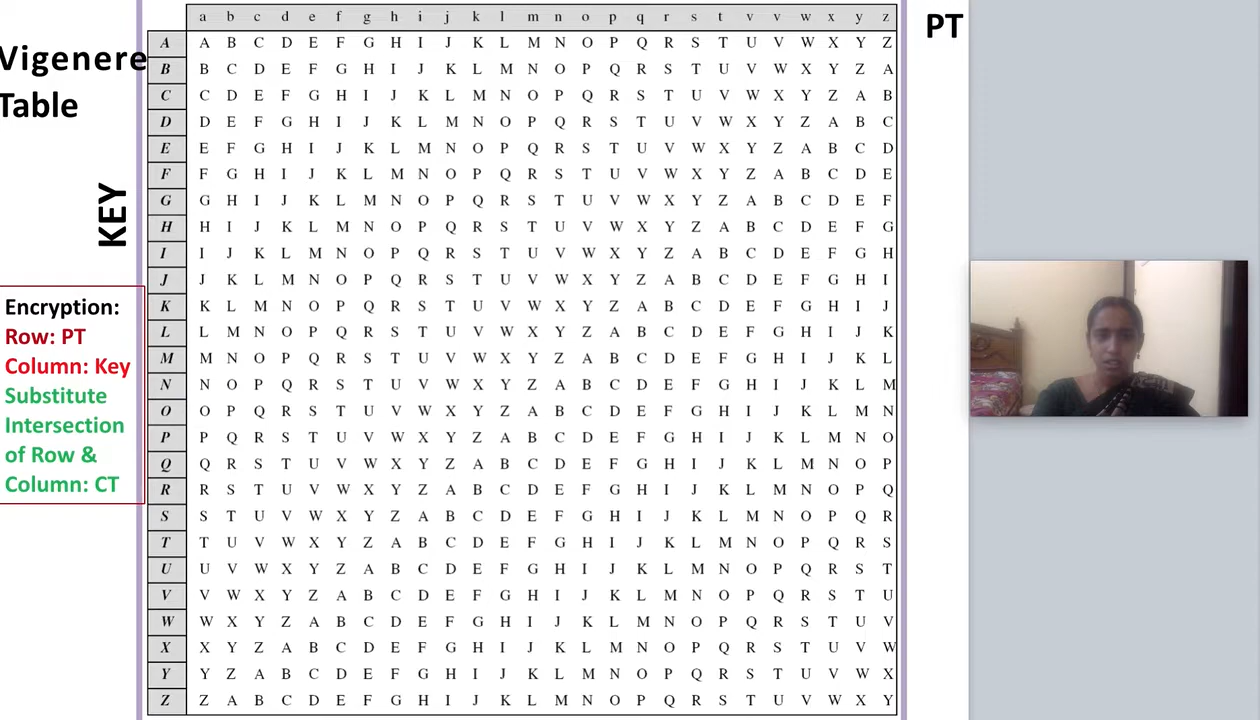 PT
Vigenere
Table
KEY
Encryption:
Row: PT
Column: Key
Substitute
Intersection
of Row &
Column: CT
a b c d e f g h i j k l m n o p q r s t v v w x y z
A A B C D E F G H I J K L M N O P Q R S T U V W X Y Z
B B C D E F G H I J K L M N O P Q R S T U V W X Y Z A
C C D E F G H I J K L M N O P Q R S T U V W X Y Z A B
D D E F G H I J K L M N O P Q R S T U V W X Y Z A B C
E E F G H I J K L M N O P Q R S T U V W X Y Z A B C D
F F G H I J K L M N O P Q R S T U V W X Y Z A B C D E
G G H I J K L M N O P Q R S T U V W X Y Z A B C D E F
H H I J K L M N O P Q R S T U V W X Y Z A B C D E F G
I I J K L M N O P Q R S T U V W X Y Z A B C D E F G H
J J K L M N O P Q R S T U V W X Y Z A B C D E F G H I
K K L M N O P Q R S T U V W X Y Z A B C D E F G H I J
L L M N O P Q R S T U V W X Y Z A B C D E F G H I J K
M M N O P Q R S T U V W X Y Z A B C D E F G H I J K L
N N O P Q R S T U V W X Y Z A B C D E F G H I J K L M
O O P Q R S T U V W X Y Z A B C D E F G H I J K L M N
P P Q R S T U V W X Y Z A B C D E F G H I J K L M N O
Q Q R S T U V W X Y Z A B C D E F G H I J K L M N O P
R R S T U V W X Y Z A B C D E F G H I J K L M N O P Q
S S T U V W X Y Z A B C D E F G H I J K L M N O P Q R
T T U V W X Y Z A B C D E F G H I J K L M N O P Q R S
U U V W X Y Z A B C D E F G H I J K L M N O P Q R S T
V V W X Y Z A B C D E F G H I J K L M N O P Q R S T U
W W X Y Z A B C D E F G H I J K L M N O P Q R S T U V
X X Y Z A B C D E F G H I J K L M N O P Q R S T U V W
Y Y Z A B C D E F G H I J K L M N O P Q R S T U V W X
Z Z A B C D E F G H I J K L M N O P Q R S T U V W X Y